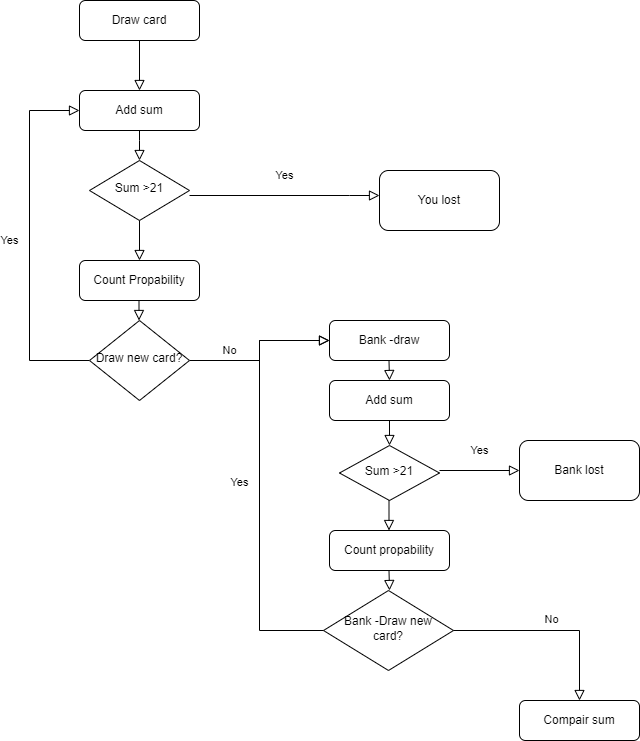 Draw card
Add sum
Sum >21
Yes
You lost
Yes
Count Propability
Draw new card?
No
Bank -draw
Add sum
Sum >21
Yes
Bank lost
Yes
Count propability
Bank -Draw new
card?
No
Compair sum